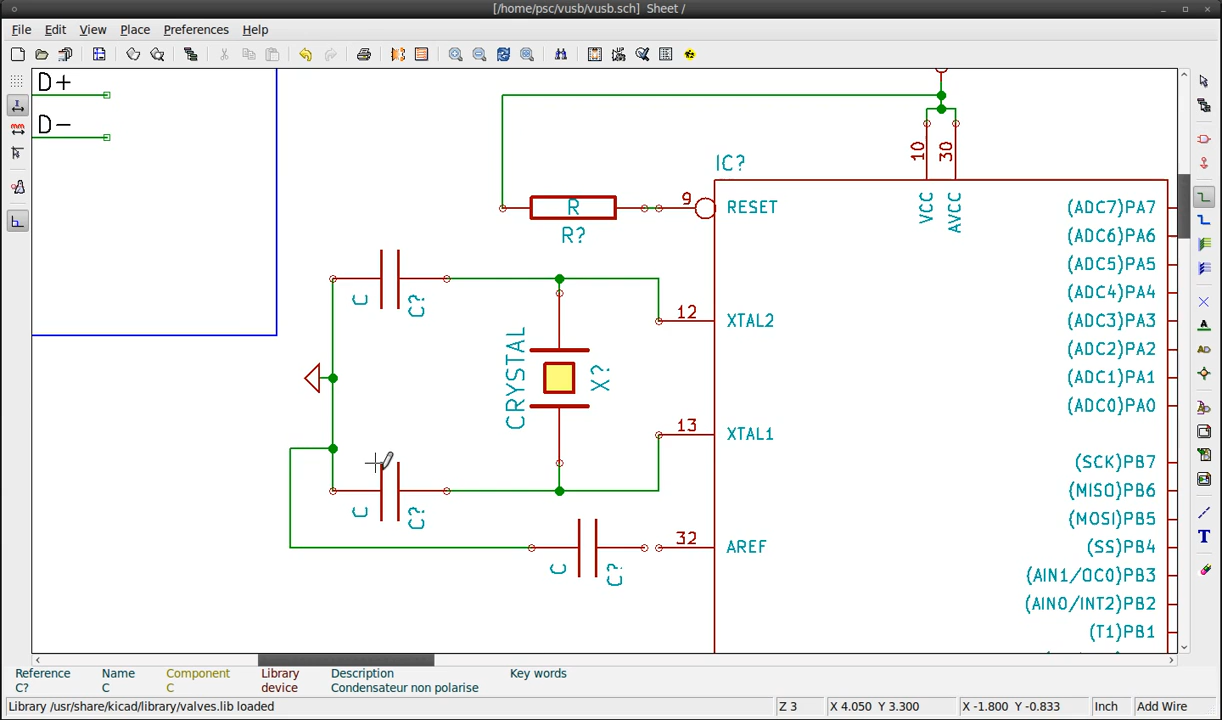 [/home/psc/vusb/vusb.sch] Sheet /
File Edit View Place Preferences Help
D+
D-
10
30
IC?
VCC
AVCC
9
RESET
R
R?
(ADC7)PA7
(ADC6)PA6
(ADC5)PA5
(ADC4)PA4
(ADC3)PA3
(ADC2)PA2
(ADC1)PA1
(ADC0)PA0
C
C?
12
XTAL2
CRYSTAL
X?
13
XTAL1
(SCK)PB7
(MISO)PB6
(MOSI)PB5
(SS)PB4
(AIN1/OC0)PB3
(AIN0/INT2)PB2
(T1)PB1
C
C?
32
AREF
C
C?
Reference Name Component Library Description Key words
C? C C device Condensateur non polarise
Library /usr/share/kicad/library/valves.lib loaded Z 3 X 4.050 Y 3.300 X -1.800 Y -0.833 Inch Add Wire